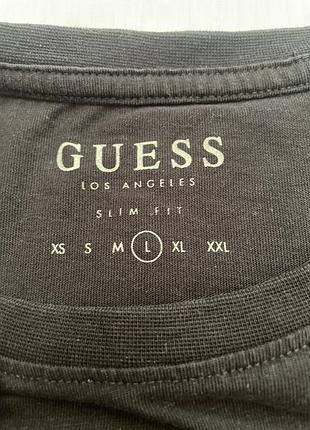 GUESS
LOS ANGELES
SLIM FIT
XS S M L XL XXL